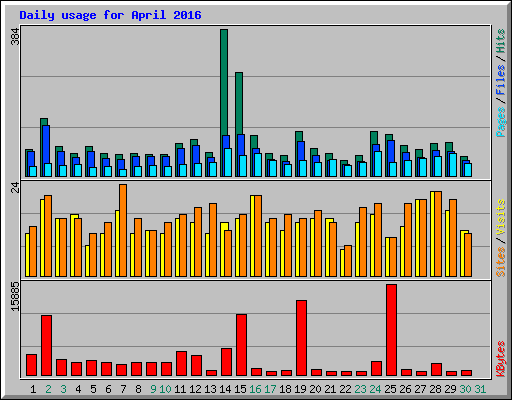 Daily usage for April 2016
384
Pages / Files / Hits
24
Sites / Visits
15885
KBytes
1 2 3 4 5 6 7 8 9 10 11 12 13 14 15 16 17 18 19 20 21 22 23 24 25 26 27 28 29 30 31